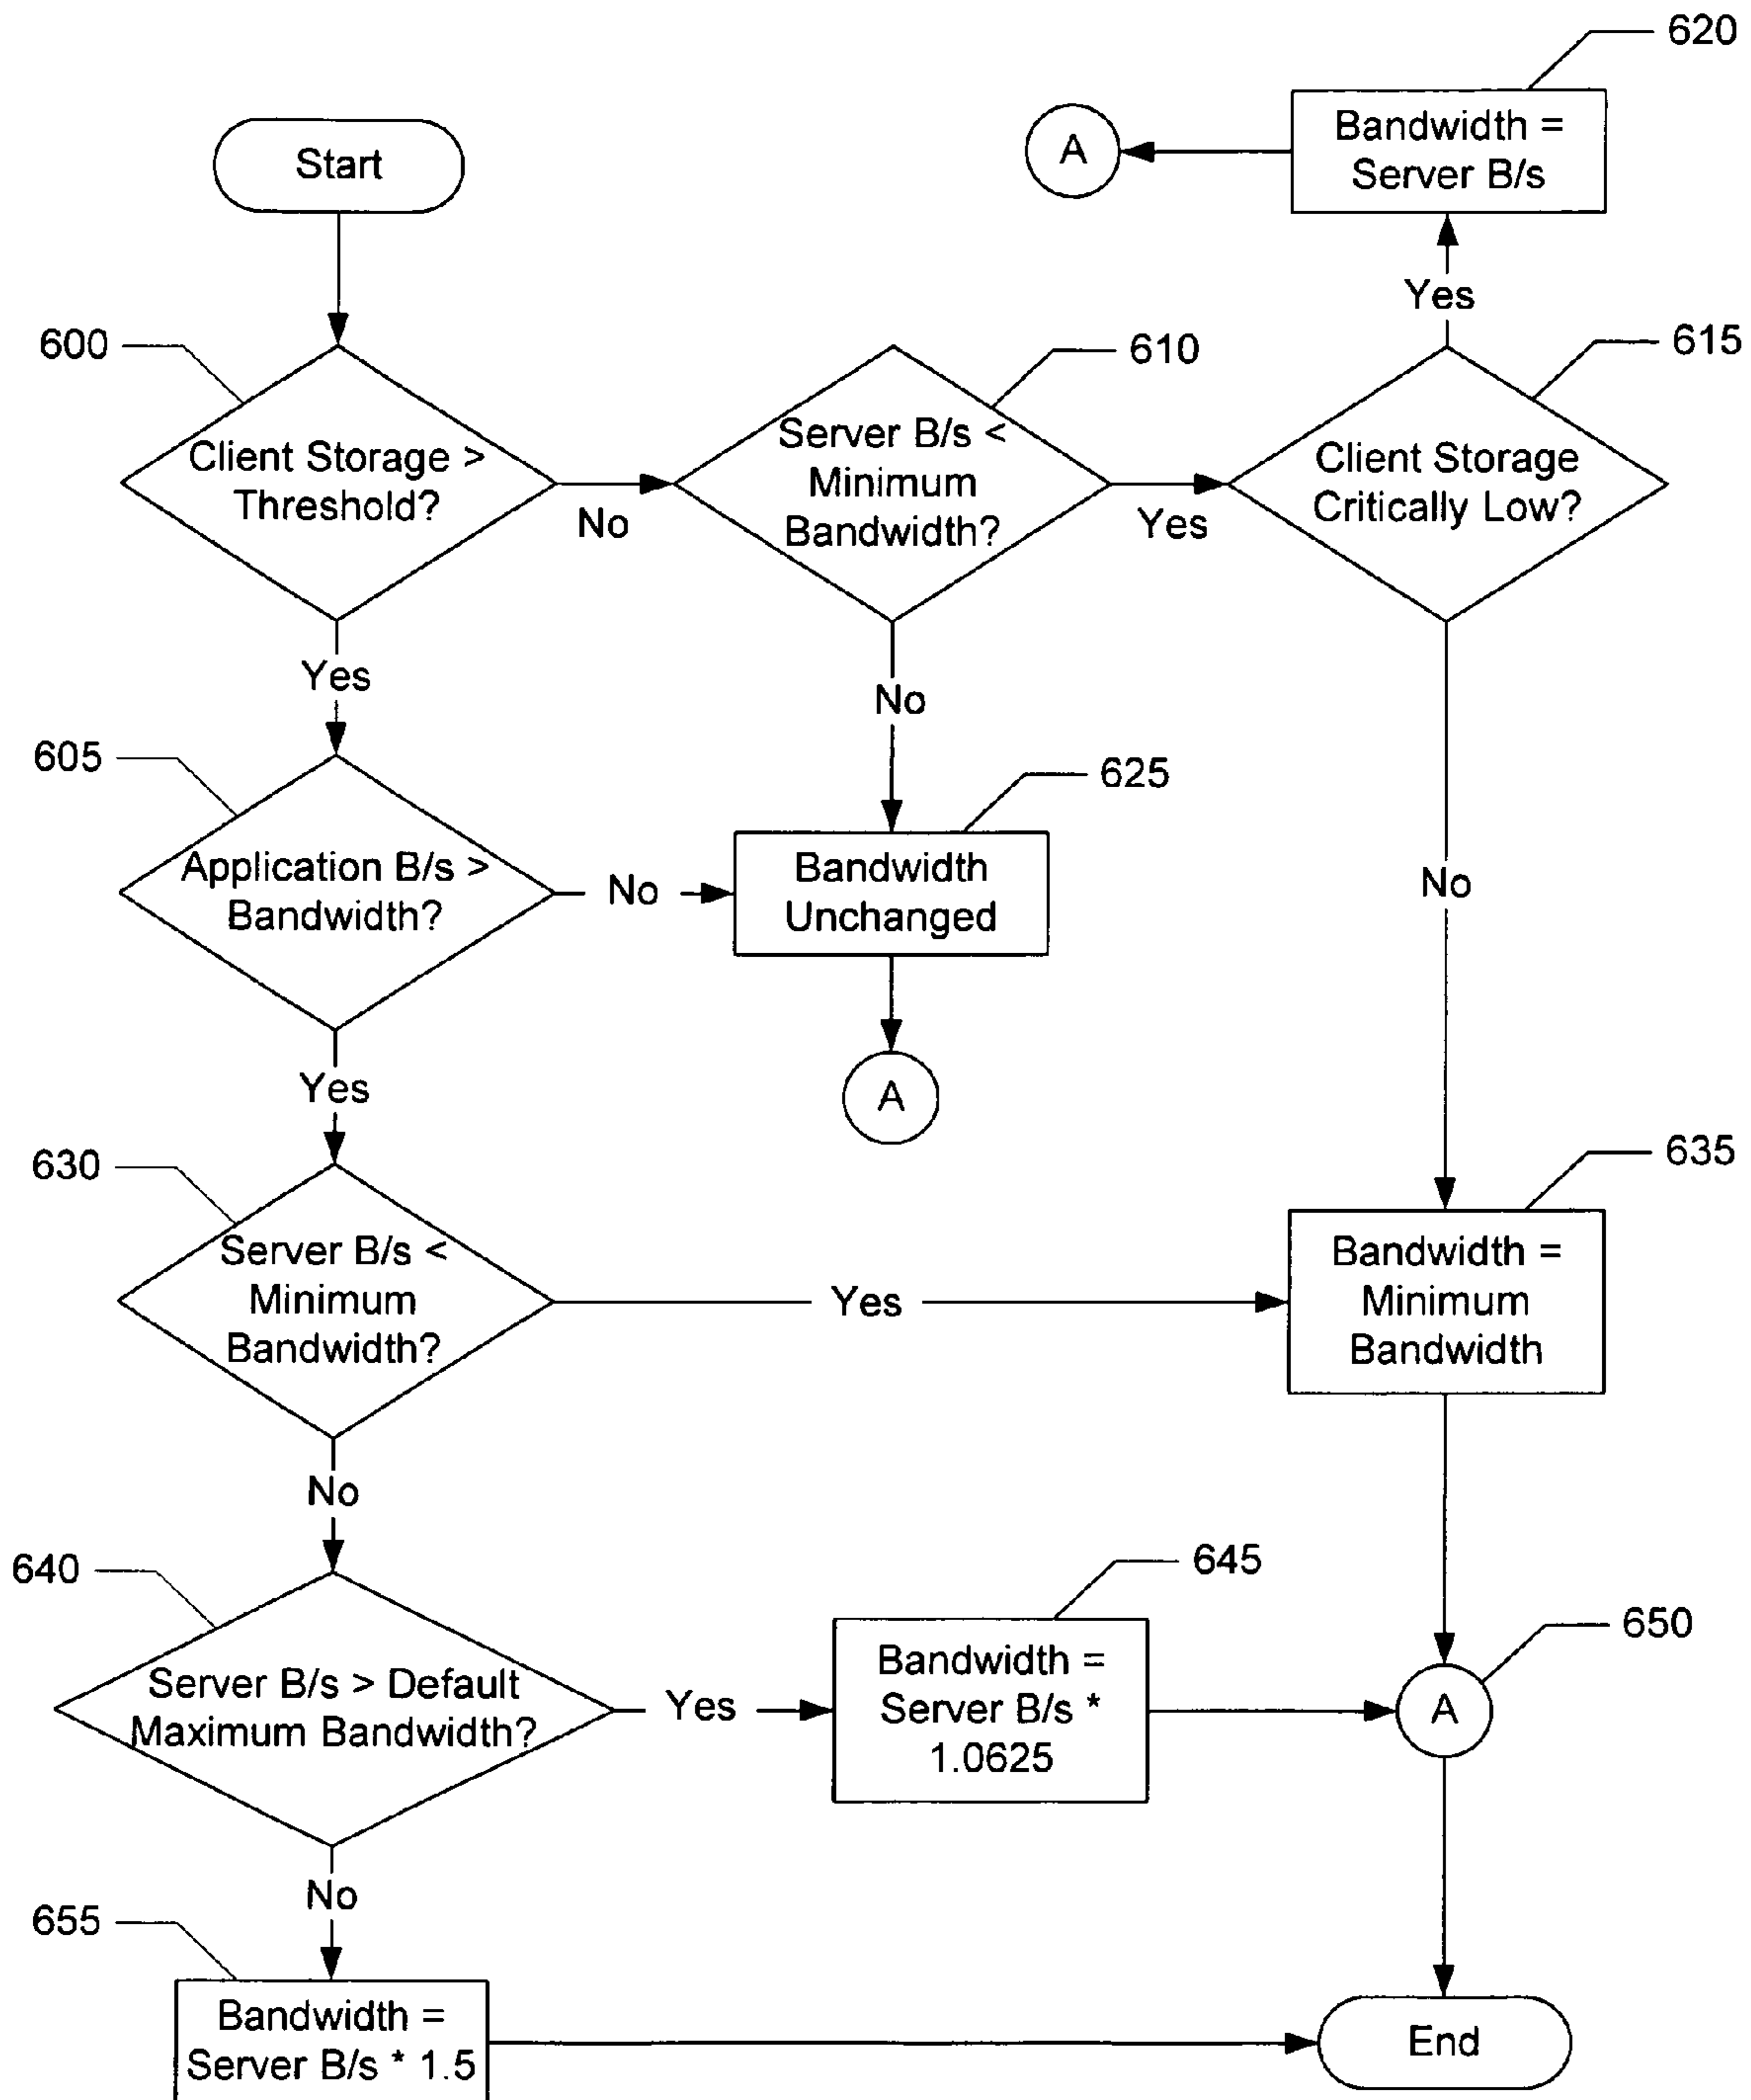 620
Bandwidth =
Server B/s
A
Start
Yes
600
610
615
Client Storage >
Threshold?
No
Server B/s <
Minimum
Bandwidth?
Yes
Client Storage
Critically Low?
Yes
No
605
625
Application B/s >
Bandwidth?
No
Bandwidth
Unchanged
No
Yes
A
630
635
Server B/s <
Minimum
Bandwidth?
Yes
Bandwidth =
Minimum
Bandwidth
No
640
645
650
Server B/s > Default
Maximum Bandwidth?
Yes
Bandwidth =
Server B/s *
1.0625
A
No
655
Bandwidth =
Server B/s * 1.5
End